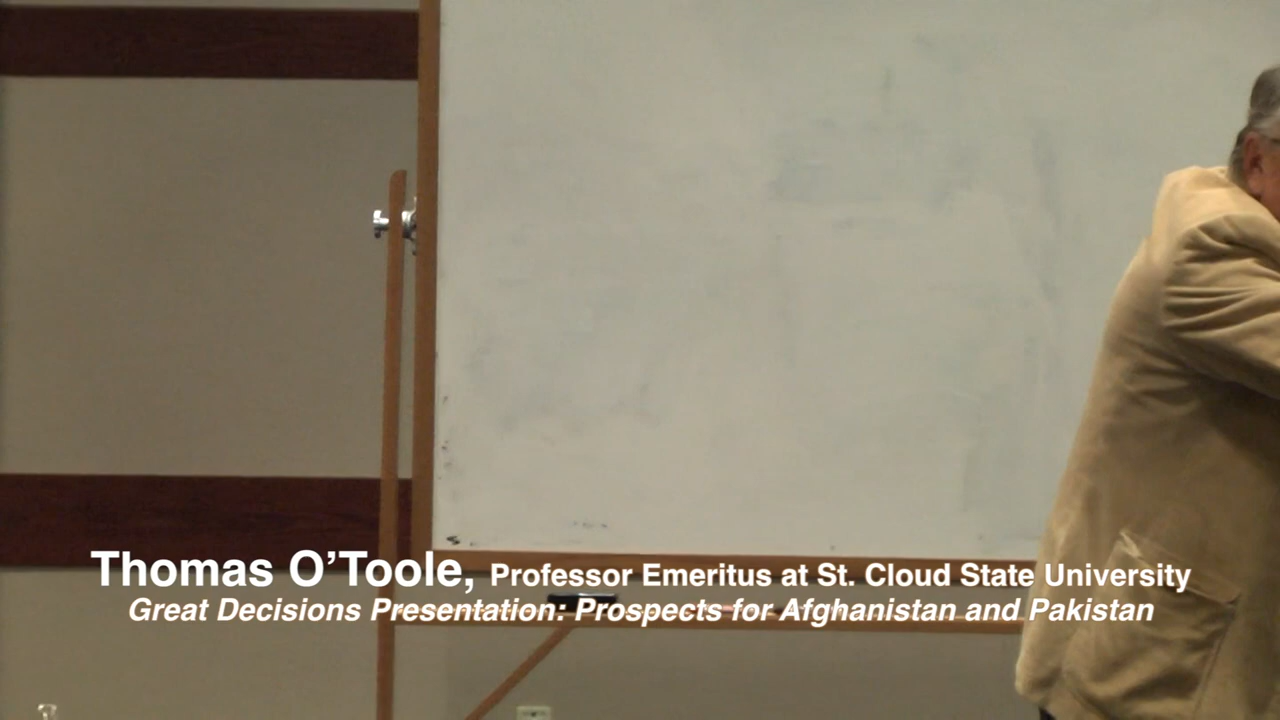 Thomas O’Toole, Professor Emeritus at St. Cloud State University
Great Decisions Presentation: Prospects for Afghanistan and Pakistan